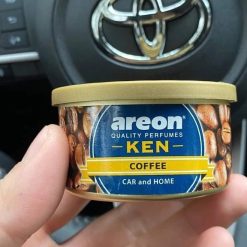 areon
QUALITY PERFUMES
KEN
COFFEE
CAR and HOME